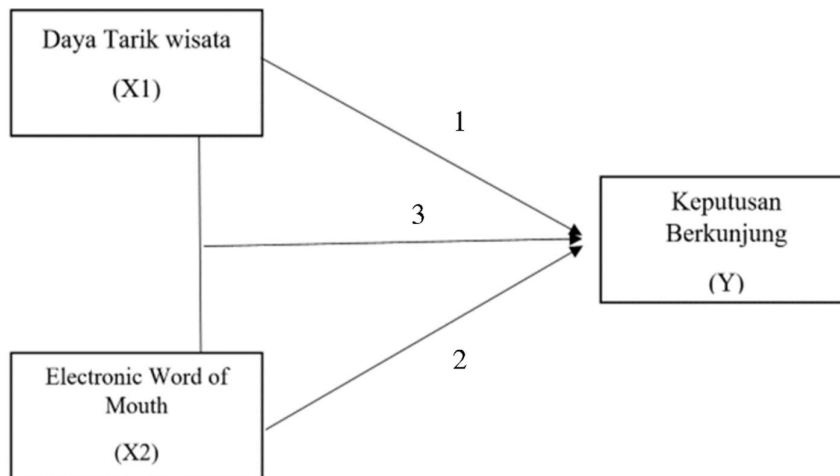 Daya Tarik wisata
(X1)
1
3
Keputusan
Berkunjung
(Y)
Electronic Word of
Mouth
(X2)
2